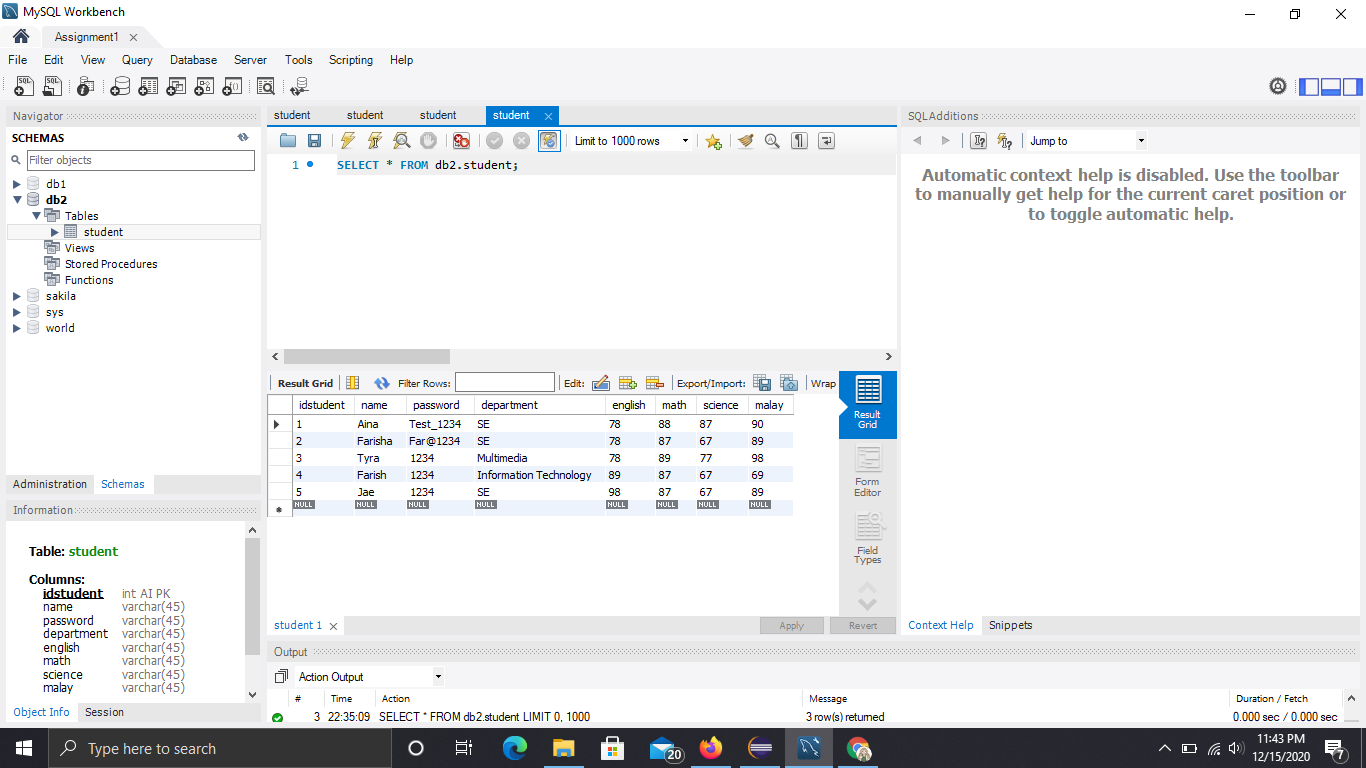 MySQL Workbench
Assignment1
File Edit View Query Database Server Tools Scripting Help
Navigator
SCHEMAS
Filter objects
db1
db2
Tables
student
Views
Stored Procedures
Functions
sakila
sys
world
Administration Schemas
Information
Table: student
Columns:
idstudent int AI PK
name varchar(45)
password varchar(45)
department varchar(45)
english varchar(45)
math varchar(45)
science varchar(45)
malay varchar(45)
Object Info Session
student student student student
Limit to 1000 rows
1 SELECT * FROM db2.student;
Result Grid Filter Rows: Edit: Export/Import: Wrap
idstudent name password department english math science malay
1 Aina Test_1234 SE 78 88 87 90
2 Farisha Far@1234 SE 78 87 67 89
3 Tyra 1234 Multimedia 78 89 77 98
4 Farish 1234 Information Technology 89 87 67 69
5 Jae 1234 SE 98 87 67 89
NULL NULL NULL NULL NULL NULL NULL NULL
Result
Grid
Form
Editor
Field
Types
student 1 Apply Revert
SQLAdditions
Jump to
Automatic context help is disabled. Use the toolbar
to manually get help for the current caret position or
to toggle automatic help.
Context Help Snippets
Output
Action Output
# Time Action Message Duration / Fetch
3 22:35:09 SELECT * FROM db2.student LIMIT 0, 1000 3 row(s) returned 0.000 sec / 0.000 sec
Type here to search
20
11:43 PM
12/15/2020
7